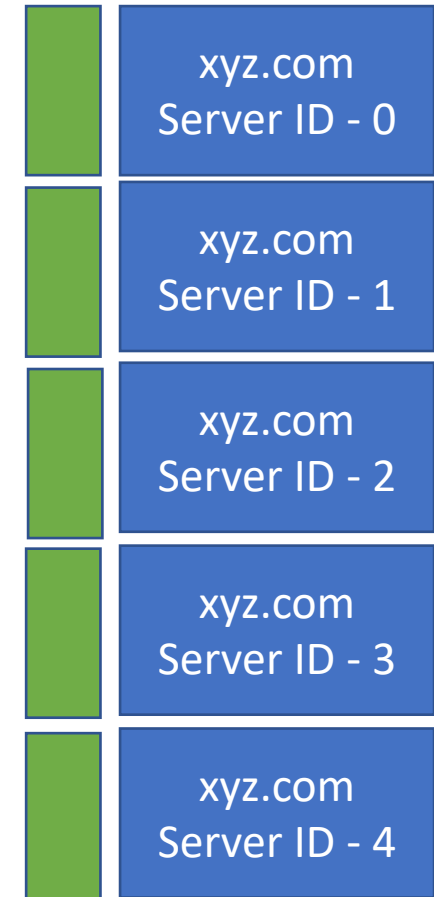 xyz.com
Server ID - 0
xyz.com
Server ID - 1
xyz.com
Server ID - 2
xyz.com
Server ID - 3
xyz.com
Server ID - 4